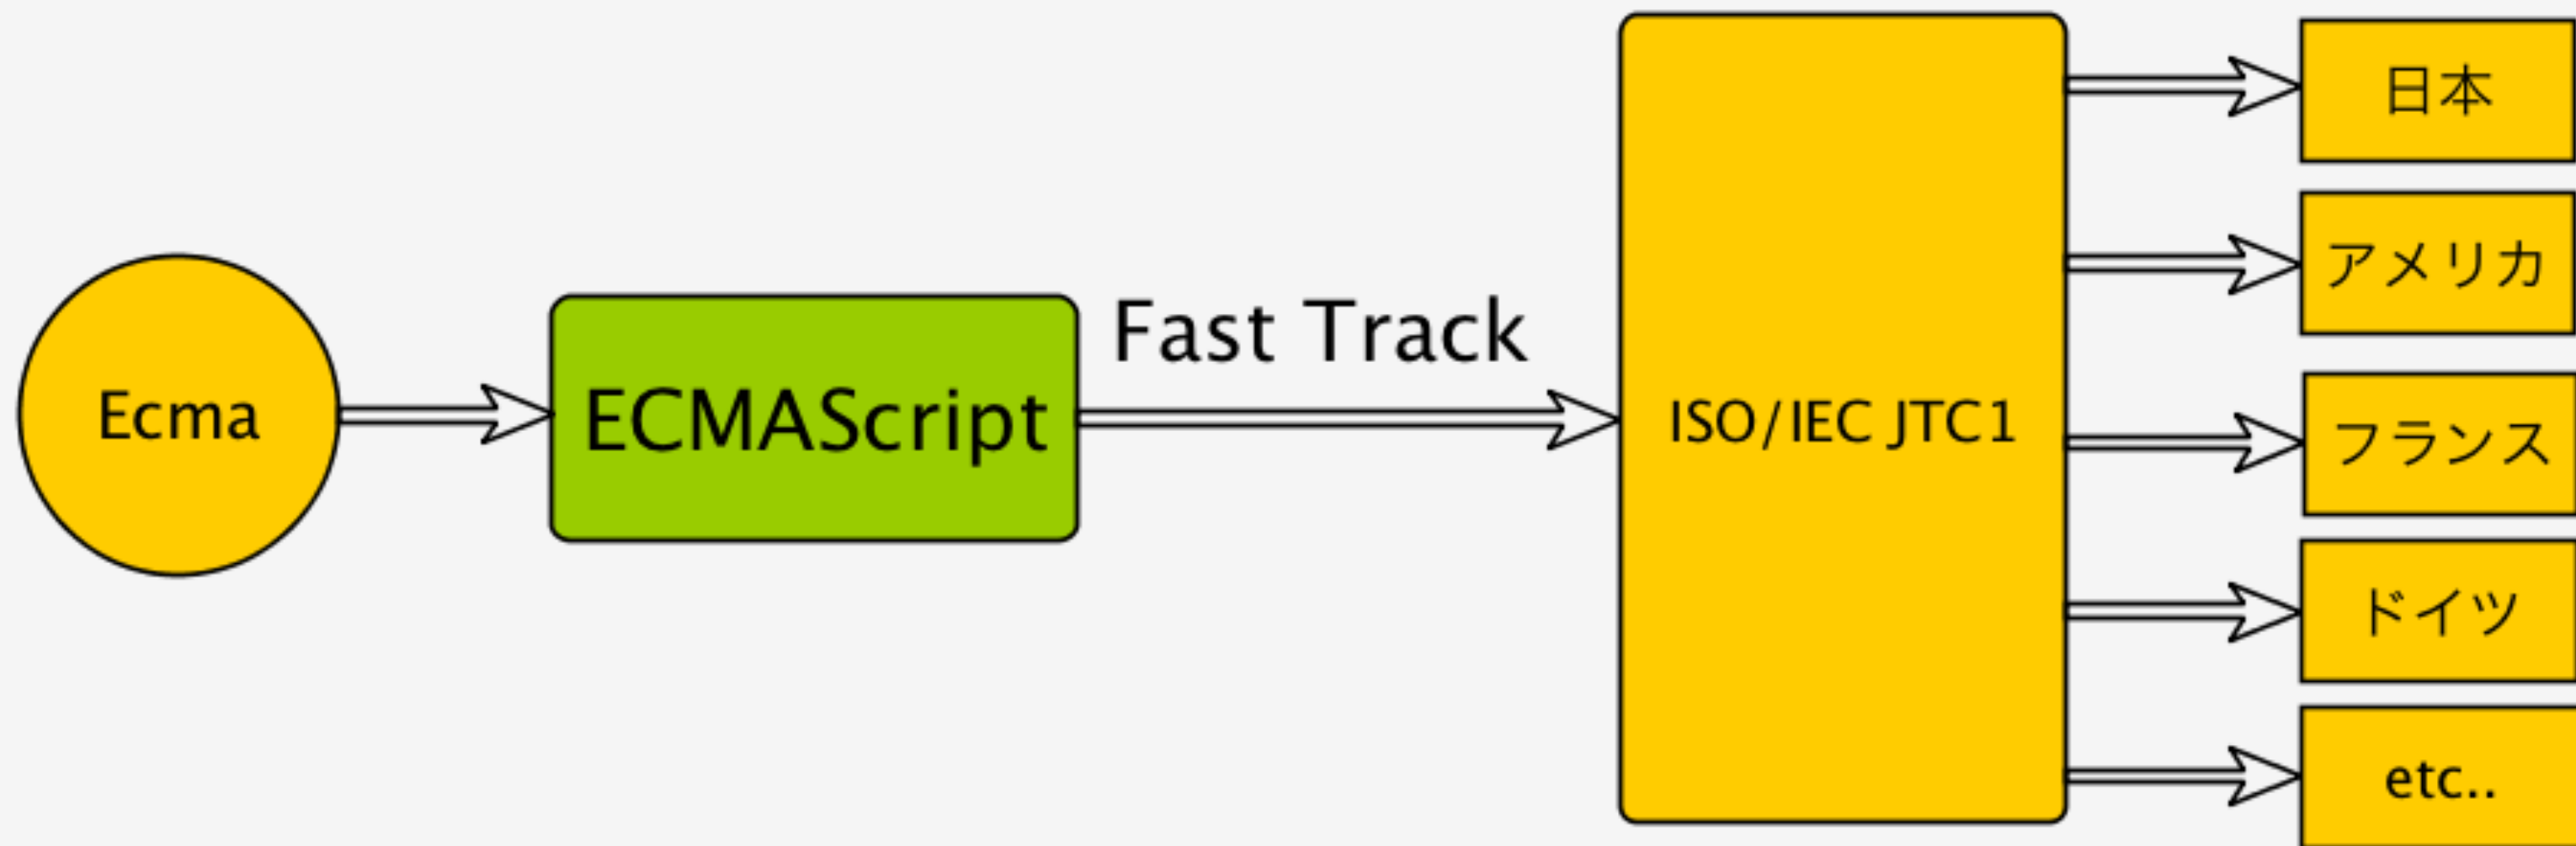 Ecma
ECMAScript
Fast Track
ISO/IEC JTC1
日本
アメリカ
フランス
ドイツ
etc..